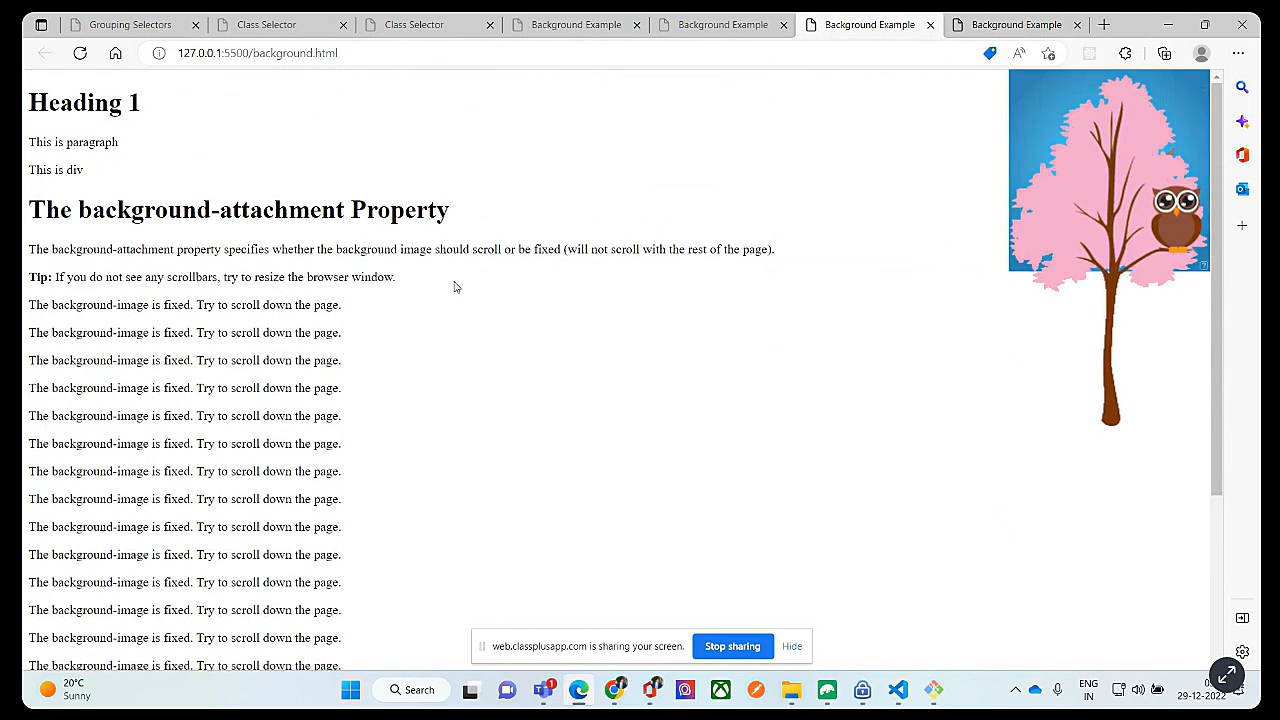 Grouping Selectors
Class Selector
Class Selector
Background Example
Background Example
Background Example
Background Example
127.0.0.1:5500/background.html
Heading 1
This is paragraph
This is div
The background-attachment Property
The background-attachment property specifies whether the background image should scroll or be fixed (will not scroll with the rest of the page).
Tip: If you do not see any scrollbars, try to resize the browser window.
The background-image is fixed. Try to scroll down the page.
The background-image is fixed. Try to scroll down the page.
The background-image is fixed. Try to scroll down the page.
The background-image is fixed. Try to scroll down the page.
The background-image is fixed. Try to scroll down the page.
The background-image is fixed. Try to scroll down the page.
The background-image is fixed. Try to scroll down the page.
The background-image is fixed. Try to scroll down the page.
The background-image is fixed. Try to scroll down the page.
The background-image is fixed. Try to scroll down the page.
The background-image is fixed. Try to scroll down the page.
The background-image is fixed. Try to scroll down the page.
The background-image is fixed. Try to scroll down the page.
The background-image is fixed. Try to scroll down the page.
web.classplusapp.com is sharing your screen.
Stop sharing
Hide
20°C
Sunny
Search
1
ENG
IN
29-12-2022